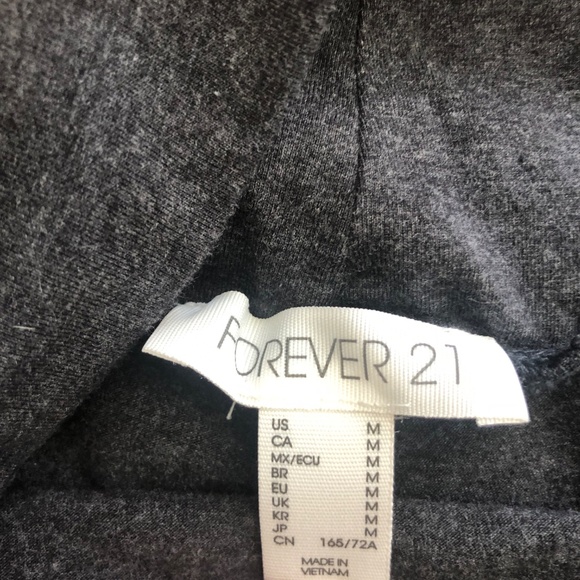 FOREVER 21
US M
CA M
MX/ECU M
BR M
EU M
UK M
KR M
JP M
CN 165/72A
MADE IN
VIETNAM